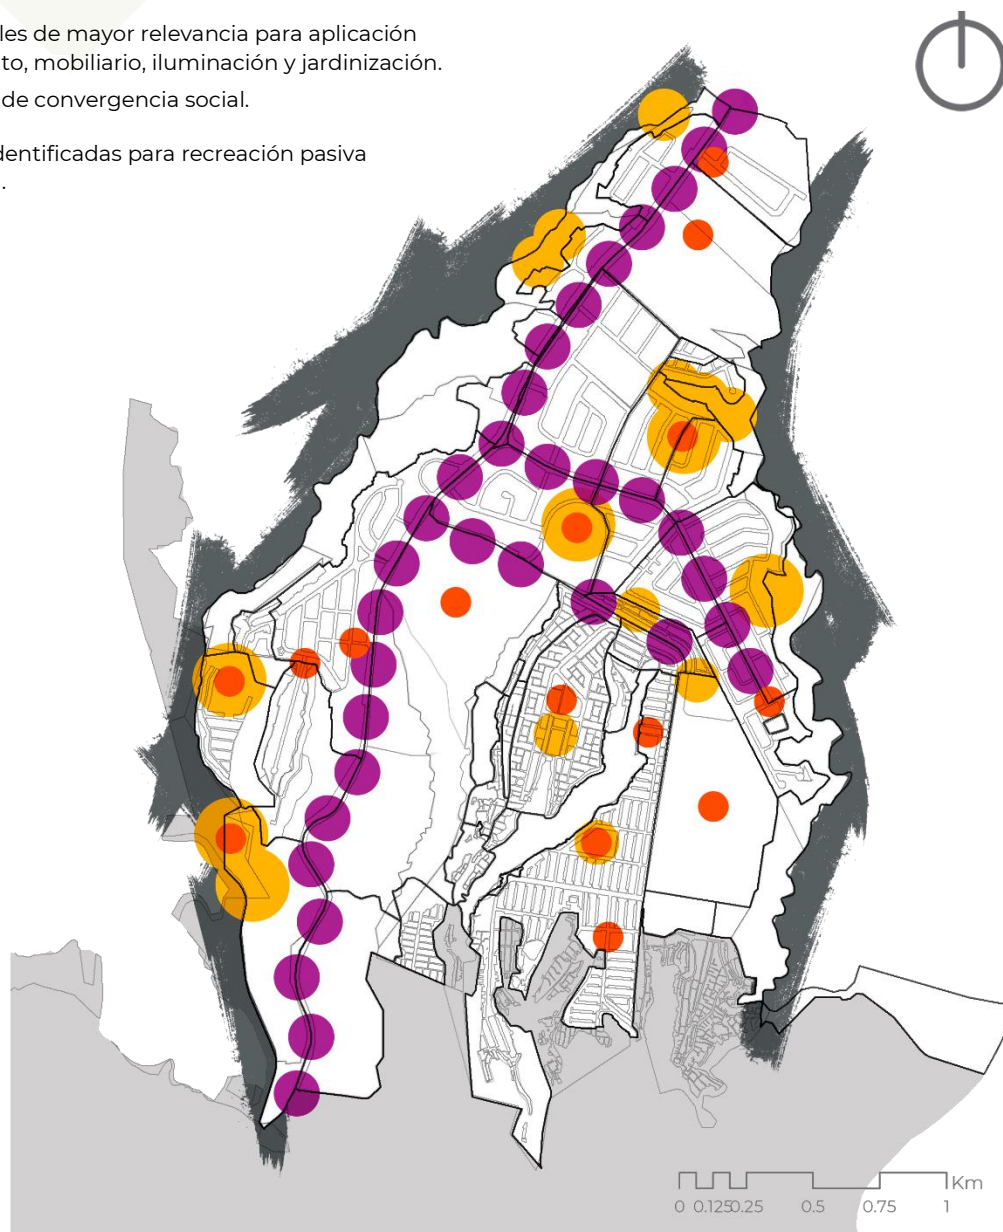 les de mayor relevancia para aplicación
to, mobiliario, iluminación y jardinización.
de convergencia social.
dentificadas para recreación pasiva
.
Km
0 0.125 0.25 0.5 0.75 1